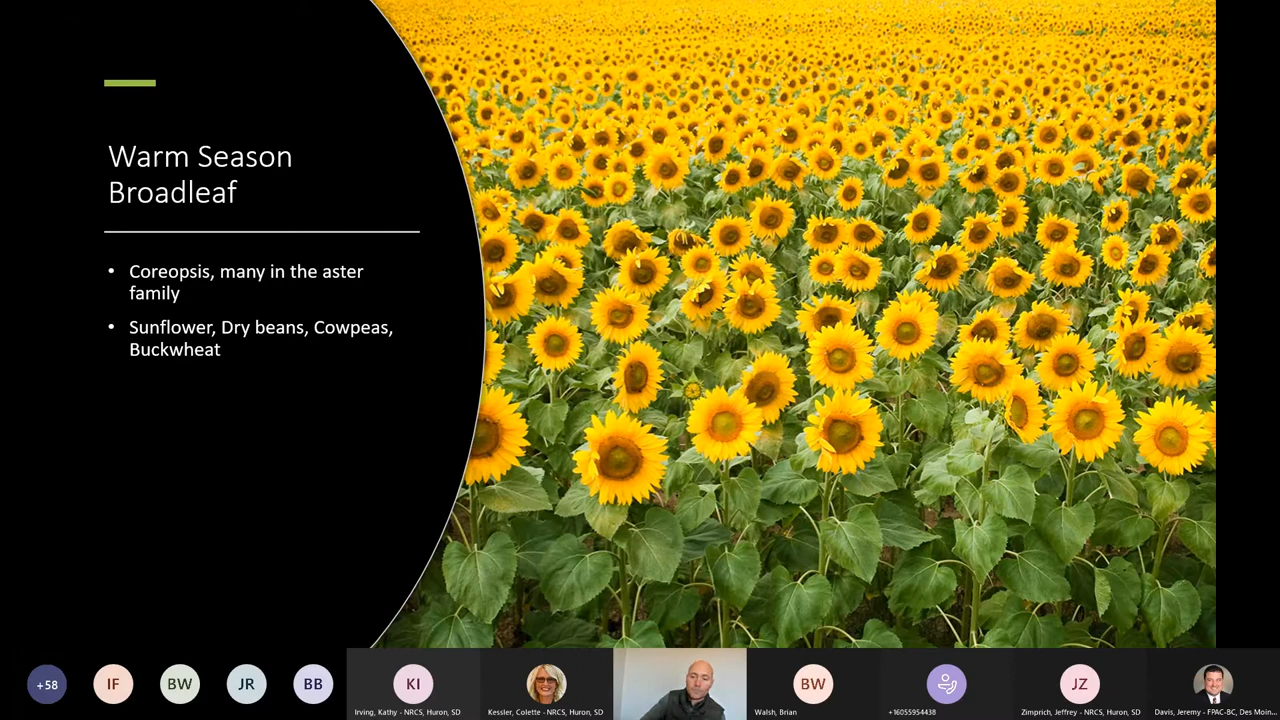 Warm Season
Broadleaf
• Coreopsis, many in the aster
family
• Sunflower, Dry beans, Cowpeas,
Buckwheat
+58
IF
BW
JR
BB
KI
BW
JZ
Irving, Kathy - NRCS, Huron, SD
Kessler, Colette - NRCS, Huron, SD
Walsh, Brian
+16055954438
Zimprich, Jeffrey - NRCS, Huron, SD
Davis, Jeremy - FPAC-BC, Des Moin...